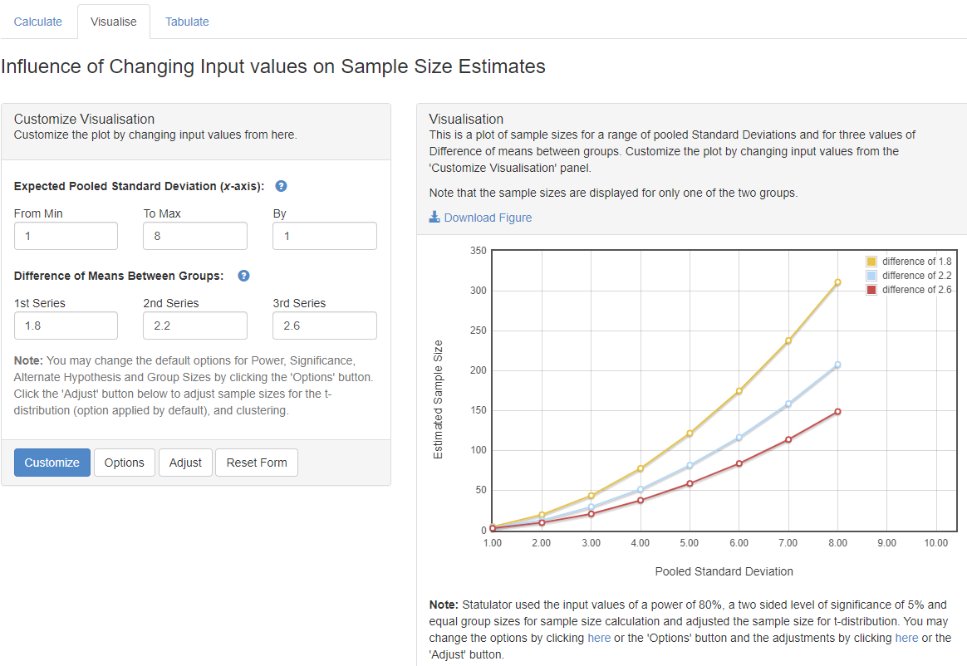 Calculate Visualise Tabulate
Influence of Changing Input values on Sample Size Estimates
Customize Visualisation
Customize the plot by changing input values from here.
Expected Pooled Standard Deviation (x-axis): ?
From Min To Max By
1 8 1
Difference of Means Between Groups: ?
1st Series 2nd Series 3rd Series
1.8 2.2 2.6
Note: You may change the default options for Power, Significance,
Alternate Hypothesis and Group Sizes by clicking the 'Options' button.
Click the 'Adjust' button below to adjust sample sizes for the t-
distribution (option applied by default), and clustering.
Customize Options Adjust Reset Form
Visualisation
This is a plot of sample sizes for a range of pooled Standard Deviations and for three values of
Difference of means between groups. Customize the plot by changing input values from the
'Customize Visualisation' panel.
Note that the sample sizes are displayed for only one of the two groups.
Download Figure
350
300
250
200
150
100
50
0
Estimated Sample Size
difference of 1.8
difference of 2.2
difference of 2.6
1.00 2.00 3.00 4.00 5.00 6.00 7.00 8.00 9.00 10.00
Pooled Standard Deviation
Note: Statulator used the input values of a power of 80%, a two sided level of significance of 5% and
equal group sizes for sample size calculation and adjusted the sample size for t-distribution. You may
change the options by clicking here or the 'Options' button and the adjustments by clicking here or the
'Adjust' button.